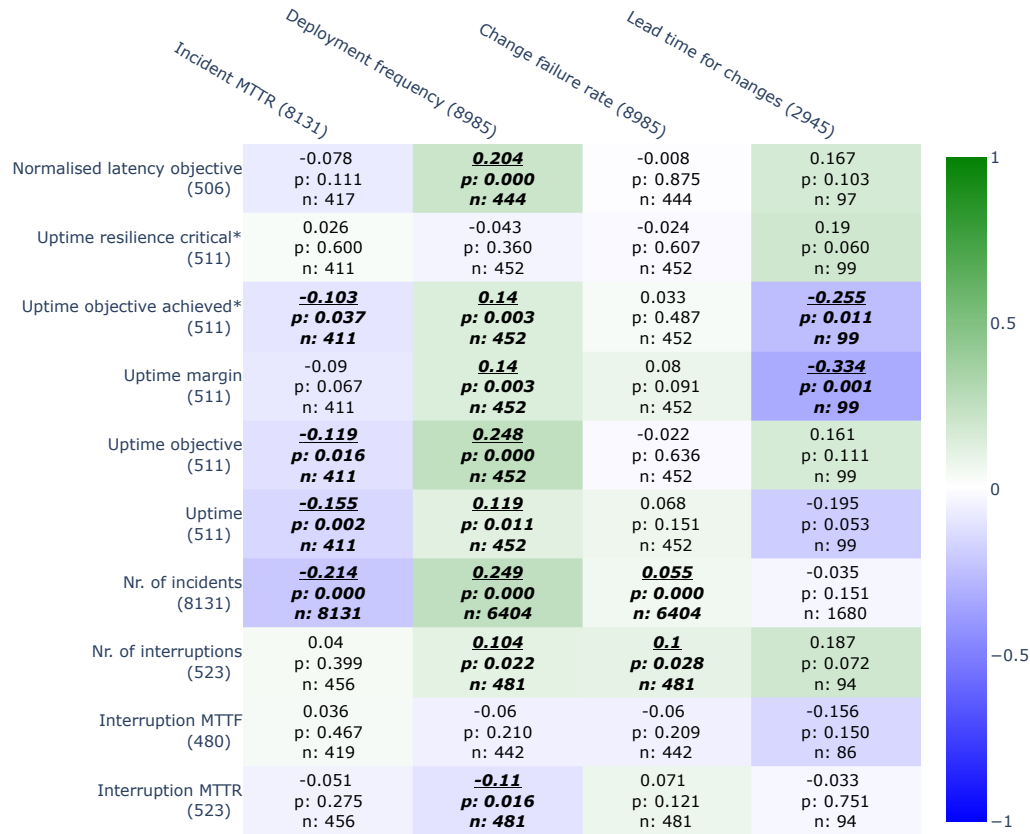 Incident MTTR (8131)
Deployment frequency (8985)
Change failure rate (8985)
Lead time for changes (2945)
Normalised latency objective
(506)
-0.078
p: 0.111
n: 417
0.204
p: 0.000
n: 444
-0.008
p: 0.875
n: 444
0.167
p: 0.103
n: 97
Uptime resilience critical*
(511)
0.026
p: 0.600
n: 411
-0.043
p: 0.360
n: 452
-0.024
p: 0.607
n: 452
0.19
p: 0.060
n: 99
Uptime objective achieved*
(511)
-0.103
p: 0.037
n: 411
0.14
p: 0.003
n: 452
0.033
p: 0.487
n: 452
-0.255
p: 0.011
n: 99
Uptime margin
(511)
-0.09
p: 0.067
n: 411
0.14
p: 0.003
n: 452
0.08
p: 0.091
n: 452
-0.334
p: 0.001
n: 99
Uptime objective
(511)
-0.119
p: 0.016
n: 411
0.248
p: 0.000
n: 452
-0.022
p: 0.636
n: 452
0.161
p: 0.111
n: 99
Uptime
(511)
-0.155
p: 0.002
n: 411
0.119
p: 0.011
n: 452
0.068
p: 0.151
n: 452
-0.195
p: 0.053
n: 99
Nr. of incidents
(8131)
-0.214
p: 0.000
n: 8131
0.249
p: 0.000
n: 6404
0.055
p: 0.000
n: 6404
-0.035
p: 0.151
n: 1680
Nr. of interruptions
(523)
0.04
p: 0.399
n: 456
0.104
p: 0.022
n: 481
0.1
p: 0.028
n: 481
0.187
p: 0.072
n: 94
Interruption MTTF
(480)
0.036
p: 0.467
n: 419
-0.06
p: 0.210
n: 442
-0.06
p: 0.209
n: 442
-0.156
p: 0.150
n: 86
Interruption MTTR
(523)
-0.051
p: 0.275
n: 456
-0.11
p: 0.016
n: 481
0.071
p: 0.121
n: 481
-0.033
p: 0.751
n: 94
1
0.5
0
−0.5
−1